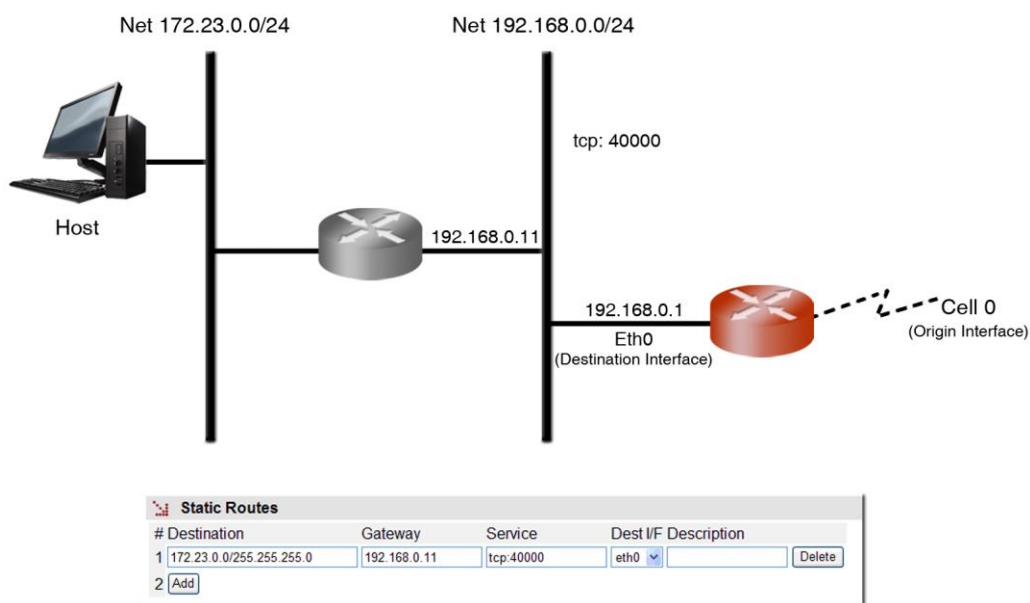 Net 172.23.0.0/24
Net 192.168.0.0/24
tcp: 40000
Host
192.168.0.11
192.168.0.1
Eth0
(Destination Interface)
Cell 0
(Origin Interface)
Static Routes
# Destination Gateway Service Dest I/F Description
1 172.23.0.0/255.255.255.0 192.168.0.11 tcp:40000 eth0 Delete
2 Add